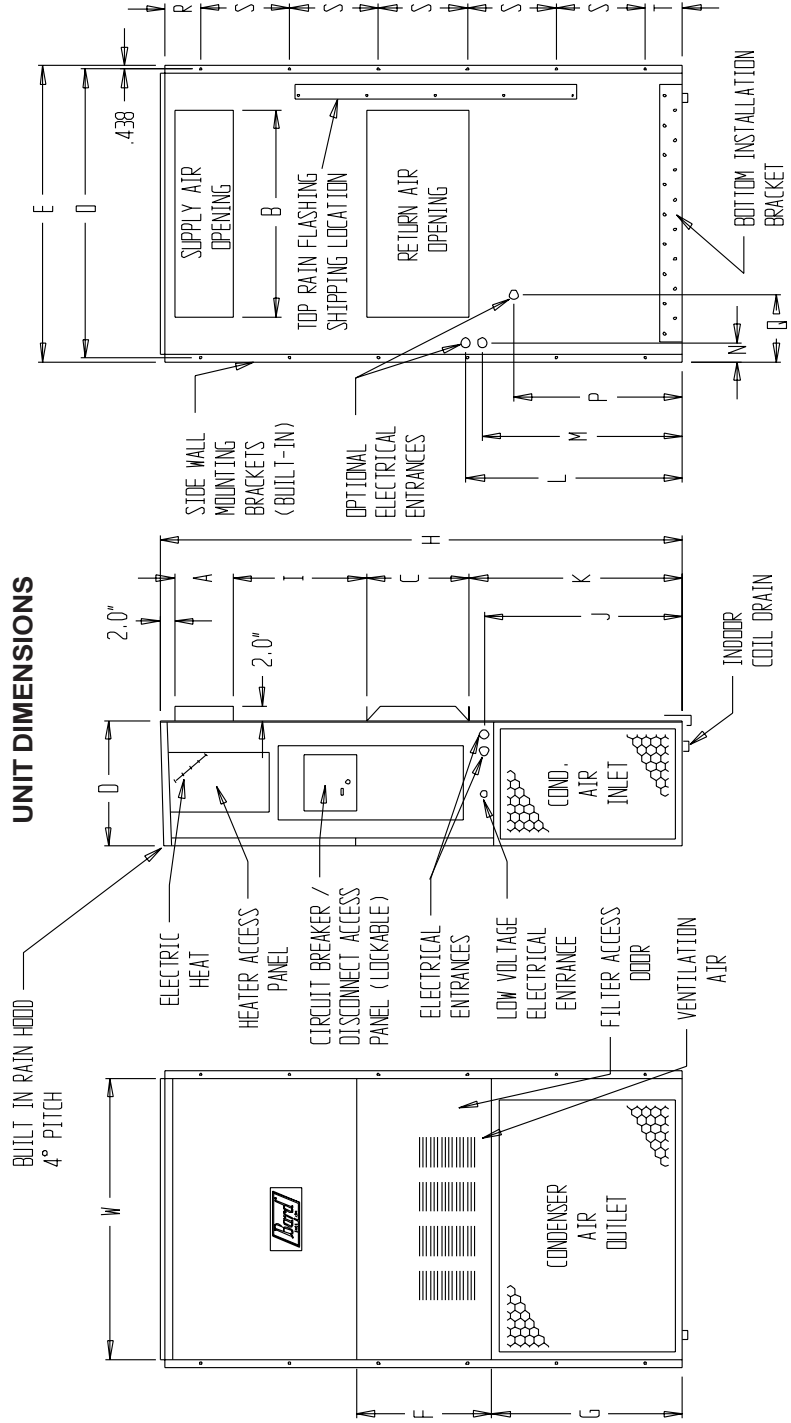 UNIT DIMENSIONS
BUILT IN RAIN HOOD
4° PITCH
W
Bard
F
G
CONDENSER
AIR
OUTLET
FILTER ACCESS
DOOR
VENTILATION
AIR
D
2.0"
2.0"
ELECTRIC
HEAT
HEATER ACCESS
PANEL
CIRCUIT BREAKER /
DISCONNECT ACCESS
PANEL (LOCKABLE)
ELECTRICAL
ENTRANCES
LOW VOLTAGE
ELECTRICAL
ENTRANCE
COND.
AIR
INLET
A
I
C
K
J
H
INDOOR
COIL DRAIN
E
O
.438
SIDE WALL
MOUNTING
BRACKETS
(BUILT-IN)
OPTIONAL
ELECTRICAL
ENTRANCES
SUPPLY AIR
OPENING
B
TOP RAIN FLASHING
SHIPPING LOCATION
RETURN AIR
OPENING
L
M
P
N
Q
R
S
S
S
S
S
T
BOTTOM INSTALLATION
BRACKET